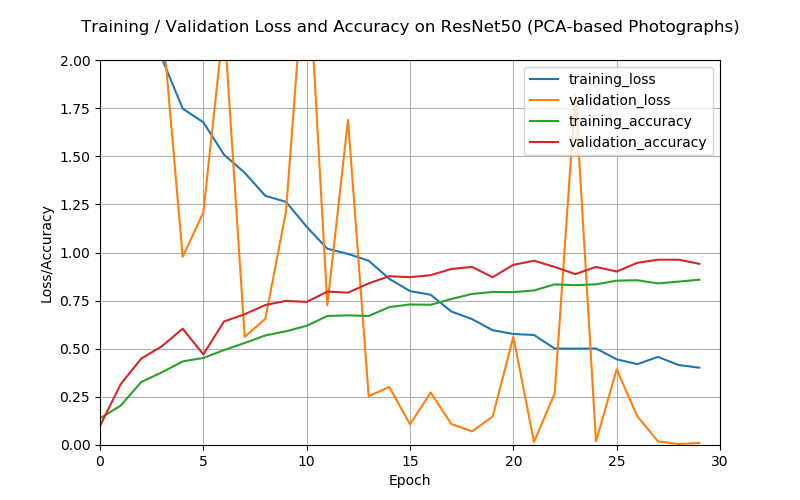 Training / Validation Loss and Accuracy on ResNet50 (PCA-based Photographs)
2.00
1.75
1.50
1.25
1.00
0.75
0.50
0.25
0.00
Loss/Accuracy
training_loss
validation_loss
training_accuracy
validation_accuracy
0 5 10 15 20 25 30
Epoch